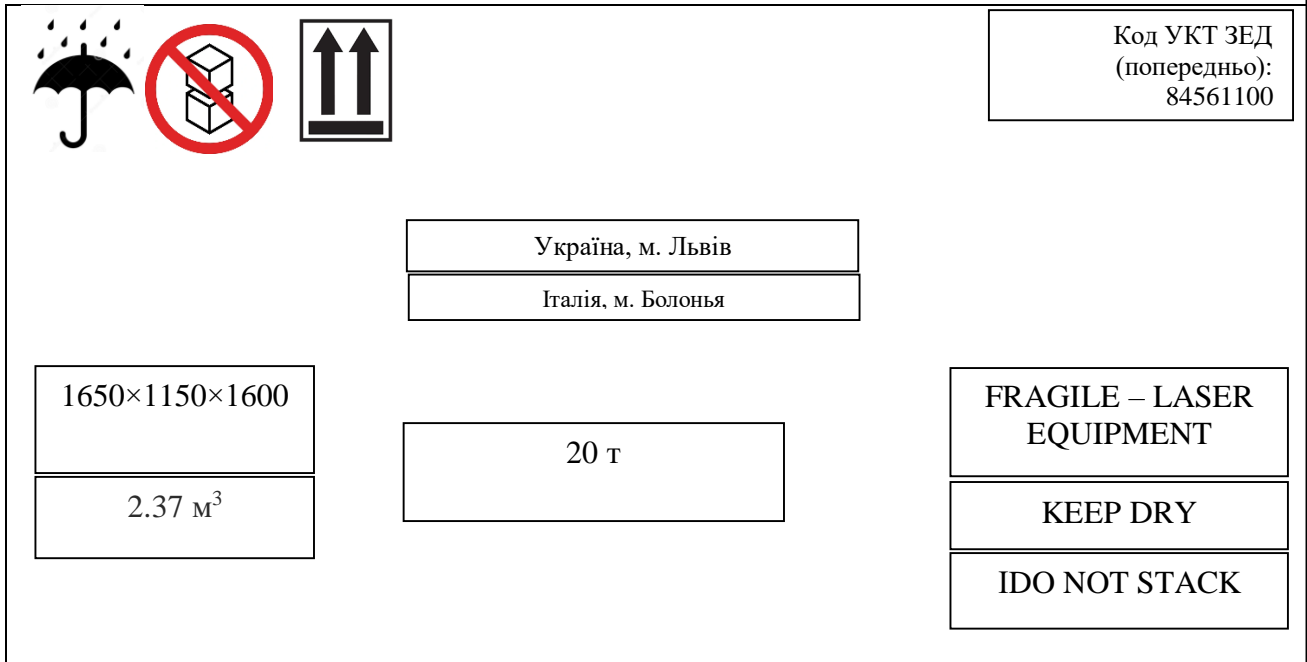 Код УКТ ЗЕД
(попередньо):
84561100
Україна, м. Львів
Італія, м. Болонья
1650×1150×1600
2.37 м³
20 т
FRAGILE – LASER
EQUIPMENT
KEEP DRY
IDO NOT STACK